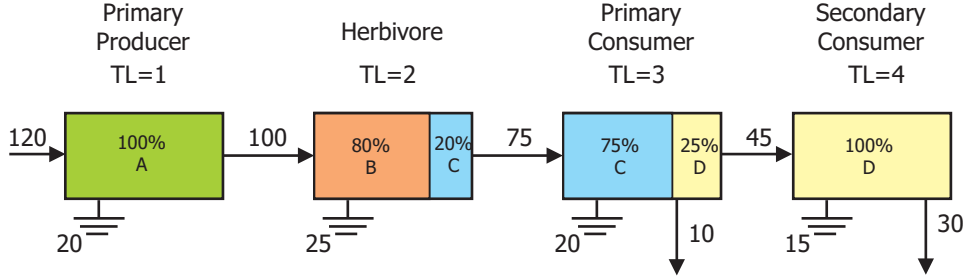 Primary
Producer
TL=1
Herbivore
TL=2
Primary
Consumer
TL=3
Secondary
Consumer
TL=4
120
100%
A
100
80%
B
20%
C
75
75%
C
25%
D
45
100%
D
20
25
20
10
15
30